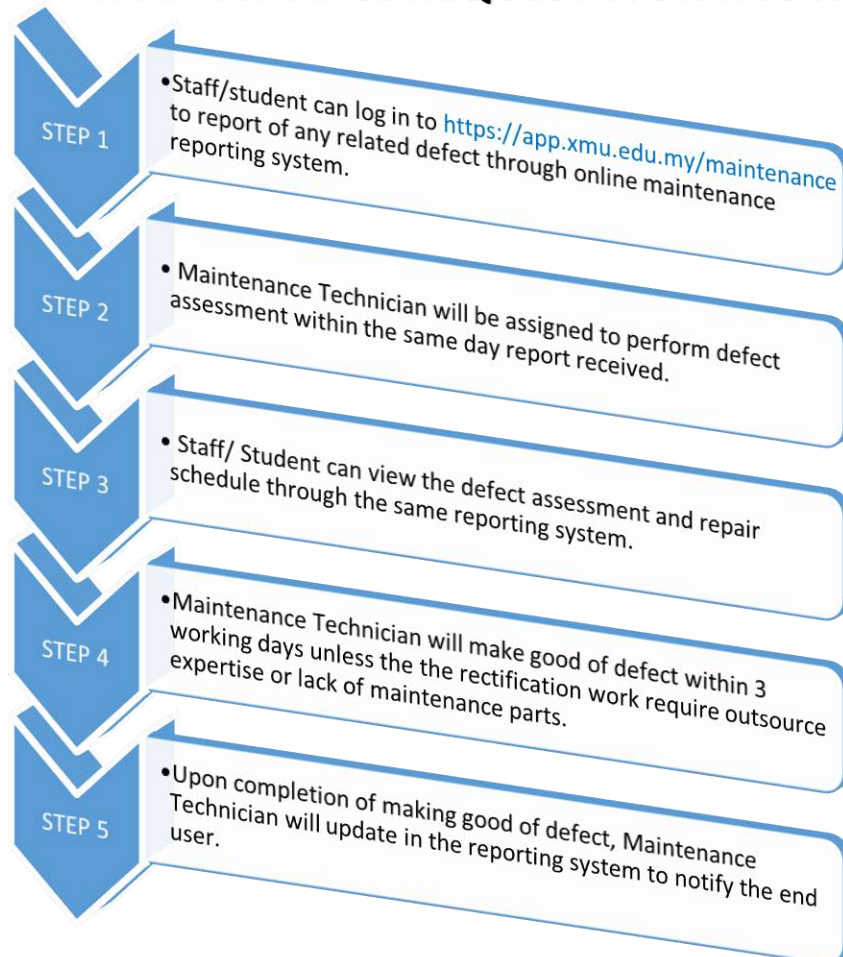 STEP 1
•Staff/student can log in to https://app.xmu.edu.my/maintenance
to report of any related defect through online maintenance
reporting system.
STEP 2
• Maintenance Technician will be assigned to perform defect
assessment within the same day report received.
STEP 3
• Staff/ Student can view the defect assessment and repair
schedule through the same reporting system.
STEP 4
•Maintenance Technician will make good of defect within 3
working days unless the the rectification work require outsource
expertise or lack of maintenance parts.
STEP 5
•Upon completion of making good of defect, Maintenance
Technician will update in the reporting system to notify the end
user.